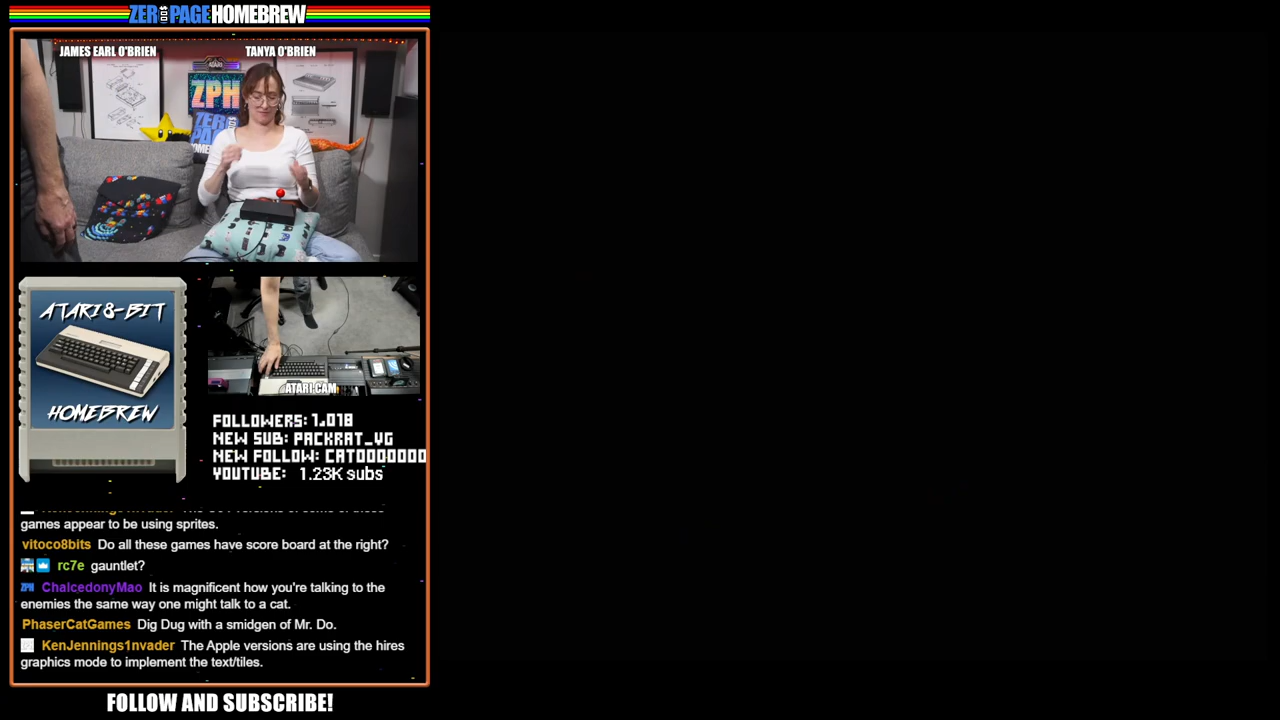 ZERO PAGE HOMEBREW
JAMES EARL O'BRIEN
TANYA O'BRIEN
ATARI
ZPH
ATARI 8-BIT
HOMEBREW
ATARI CAM
FOLLOWERS: 1,018
NEW SUB: PACKRAT_VG
NEW FOLLOW: CATOOOOOOO
YOUTUBE: 1.23K subs
games appear to be using sprites.
vitoco8bits Do all these games have score board at the right?
rc7e gauntlet?
ZPH ChalcedonyMao It is magnificent how you're talking to the
enemies the same way one might talk to a cat.
PhaserCatGames Dig Dug with a smidgen of Mr. Do.
KenJennings1nvader The Apple versions are using the hires
graphics mode to implement the text/tiles.
FOLLOW AND SUBSCRIBE!